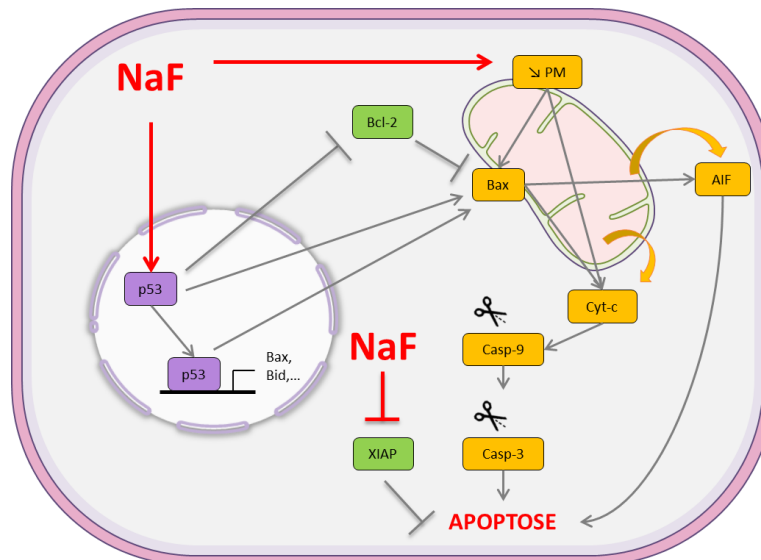 NaF
↘ PM
Bcl-2
Bax
AIF
p53
Cyt-c
p53
Bax,
Bid,...
NaF
Casp-9
XIAP
Casp-3
APOPTOSE